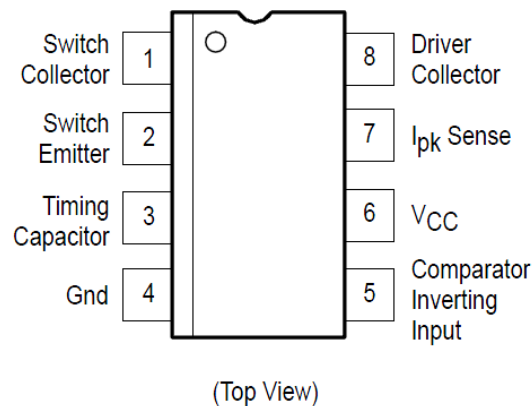 Switch
Collector
1
8
Driver
Collector
Switch
Emitter
2
7
Ipk Sense
Timing
Capacitor
3
6
VCC
Gnd
4
5
Comparator
Inverting
Input
(Top View)